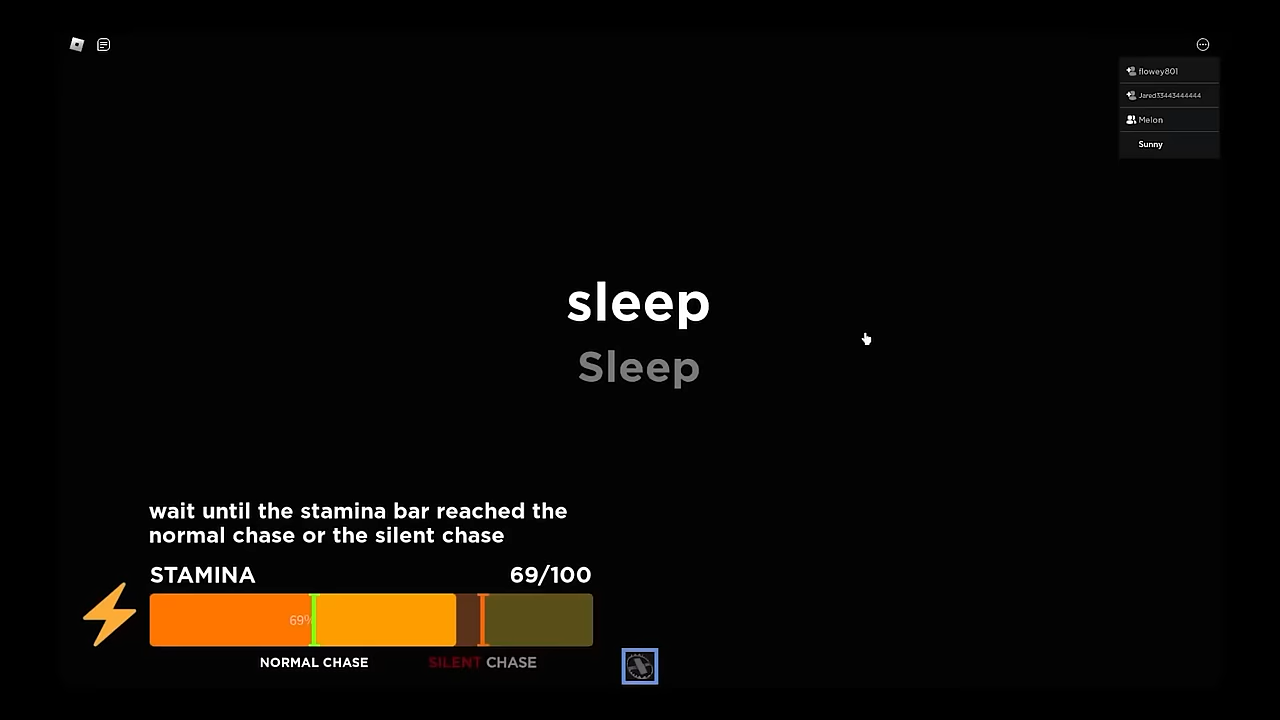 flowey801
Jared33443444444
Melon
Sunny
sleep
Sleep
wait until the stamina bar reached the
normal chase or the silent chase
STAMINA 69/100
69%
NORMAL CHASE SILENT CHASE